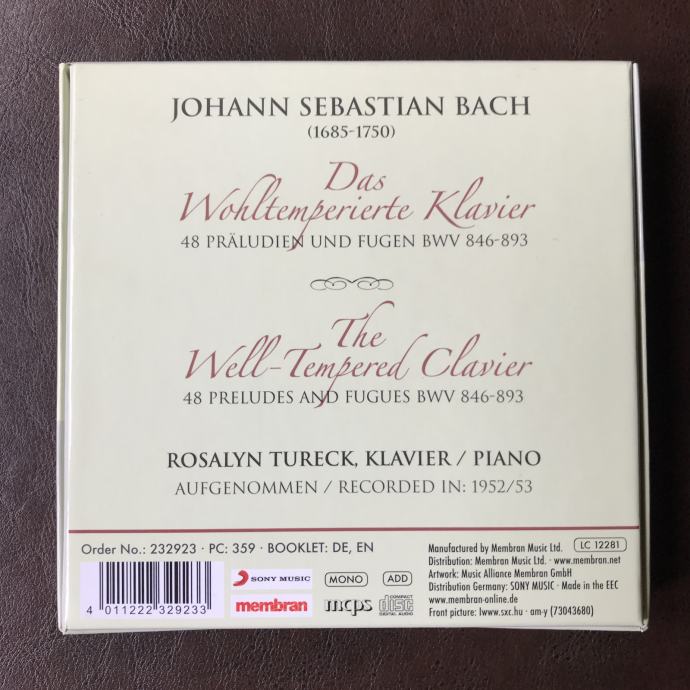 JOHANN SEBASTIAN BACH
(1685-1750)
Das
Wohltemperierte Klavier
48 PRÄLUDIEN UND FUGEN BWV 846-893
The
Well-Tempered Clavier
48 PRELUDES AND FUGUES BWV 846-893
ROSALYN TURECK, KLAVIER / PIANO
AUFGENOMMEN / RECORDED IN: 1952/53
Order No.: 232923 · PC: 359 · BOOKLET: DE, EN
4 011222 329233
SONY MUSIC
MONO
ADD
membran
mcps
COMPACT
disc
DIGITAL AUDIO
Manufactured by Membran Music Ltd.
LC 12281
Distribution: Membran Music Ltd. · www.membran.net
Artwork: Music Alliance Membran GmbH
Distribution Germany: SONY MUSIC · Made in the EEC
www.membran-online.de
Front picture: lwww.sxc.hu · am-y (73043680)